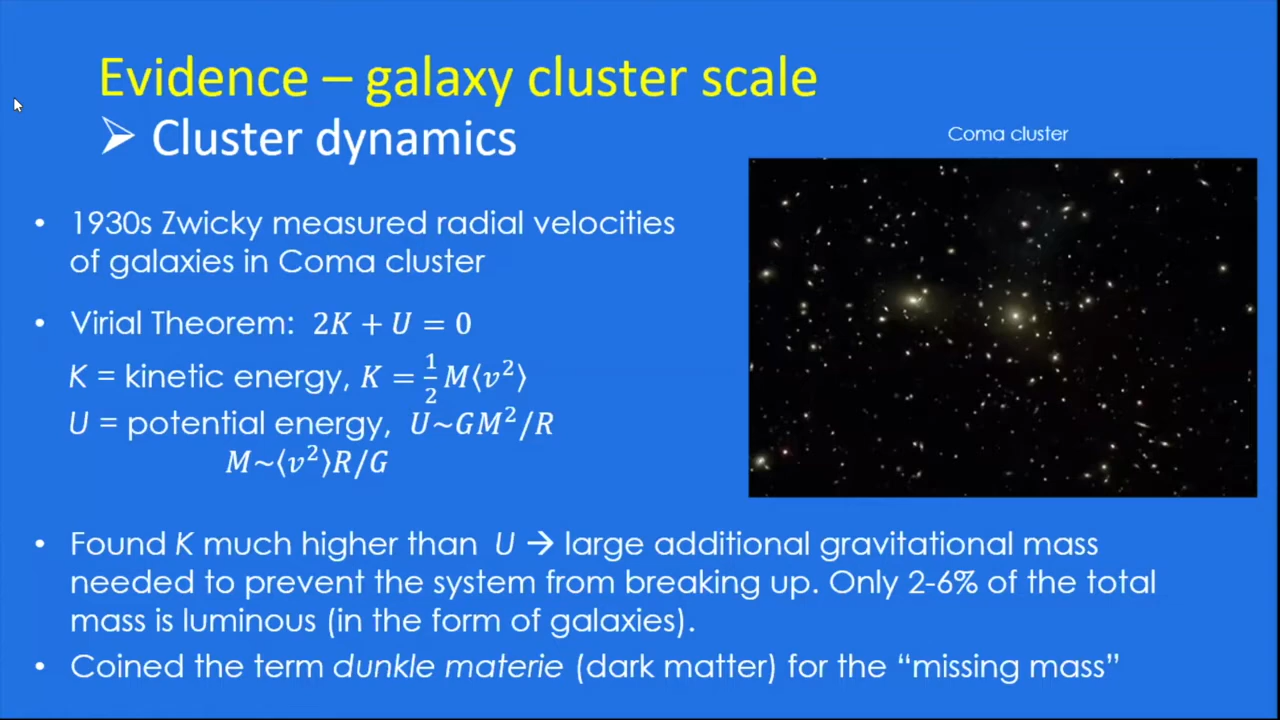 Evidence – galaxy cluster scale
➢ Cluster dynamics
Coma cluster
• 1930s Zwicky measured radial velocities
of galaxies in Coma cluster
• Virial Theorem: 2K + U = 0
K = kinetic energy, K = 1/2 M⟨v²⟩
U = potential energy, U~GM²/R
M~⟨v²⟩R/G
• Found K much higher than U → large additional gravitational mass
needed to prevent the system from breaking up. Only 2-6% of the total
mass is luminous (in the form of galaxies).
• Coined the term dunkle materie (dark matter) for the “missing mass”